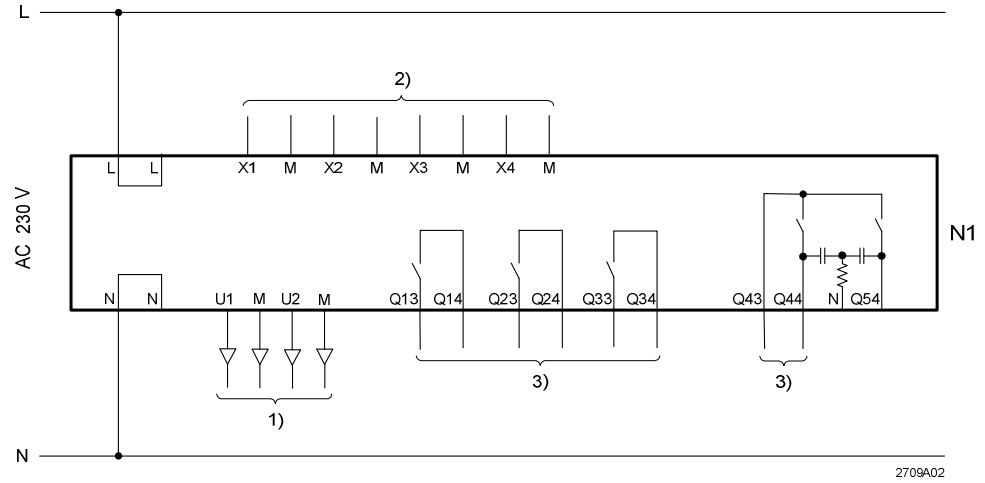 L
2)
L L X1 M X2 M X3 M X4 M
AC 230 V
N1
N N U1 M U2 M Q13 Q14 Q23 Q24 Q33 Q34 Q43 Q44 N Q54
3) 3)
1)
N
2709A02